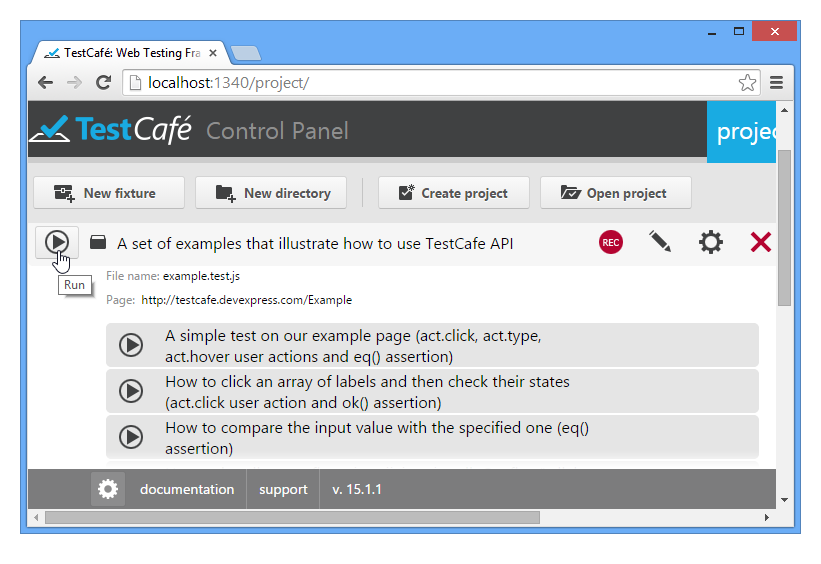 TestCafé: Web Testing Fra
localhost:1340/project/
TestCafé Control Panel
projec
New fixture New directory Create project Open project
A set of examples that illustrate how to use TestCafe API REC
File name: example.test.js
Run
Page: http://testcafe.devexpress.com/Example
A simple test on our example page (act.click, act.type,
act.hover user actions and eq() assertion)
How to click an array of labels and then check their states
(act.click user action and ok() assertion)
How to compare the input value with the specified one (eq()
assertion)
documentation support v. 15.1.1